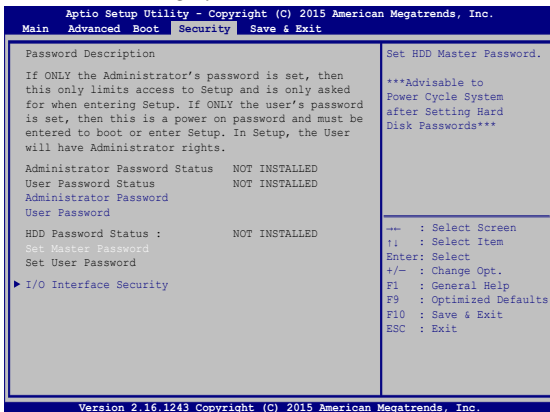 Aptio Setup Utility - Copyright (C) 2015 American Megatrends, Inc.
Main Advanced Boot Security Save & Exit
Password Description
If ONLY the Administrator's password is set, then
this only limits access to Setup and is only asked
for when entering Setup. If ONLY the user's password
is set, then this is a power on password and must be
entered to boot or enter Setup. In Setup, the User
will have Administrator rights.
Administrator Password Status NOT INSTALLED
User Password Status NOT INSTALLED
Administrator Password
User Password
HDD Password Status : NOT INSTALLED
Set Master Password
Set User Password
I/O Interface Security
Set HDD Master Password.
***Advisable to
Power Cycle System
after Setting Hard
Disk Passwords***
→← : Select Screen
↑↓ : Select Item
Enter: Select
+/— : Change Opt.
F1 : General Help
F9 : Optimized Defaults
F10 : Save & Exit
ESC : Exit
Version 2.16.1243 Copyright (C) 2015 American Megatrends, Inc.